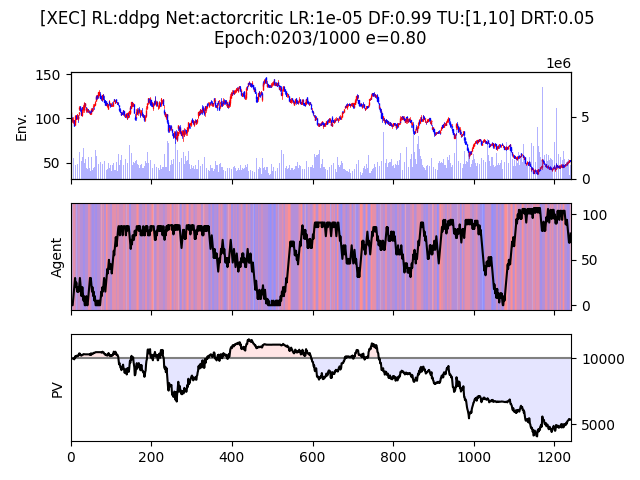 [XEC] RL:ddpg Net:actorcritic LR:1e-05 DF:0.99 TU:[1,10] DRT:0.05
Epoch:0203/1000 e=0.80
1e6
150
100
50
Env.
5
0
Agent
100
50
0
PV
10000
5000
0 200 400 600 800 1000 1200